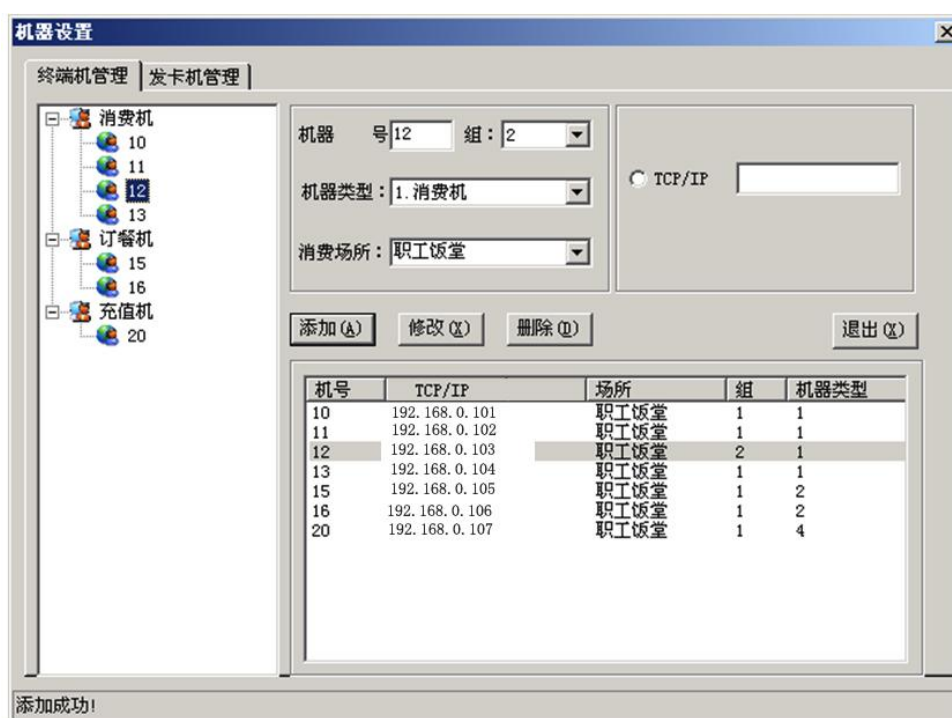 机器设置
终端机管理 发卡机管理
消费机
10
11
12
13
订餐机
15
16
充值机
20
机器 号 12 组：2
机器类型：1.消费机
消费场所：职工饭堂
TCP/IP
添加(A) 修改(X) 删除(D) 退出(X)
机号 TCP/IP 场所 组 机器类型
10 192.168.0.101 职工饭堂 1 1
11 192.168.0.102 职工饭堂 1 1
12 192.168.0.103 职工饭堂 2 1
13 192.168.0.104 职工饭堂 1 1
15 192.168.0.105 职工饭堂 1 2
16 192.168.0.106 职工饭堂 1 2
20 192.168.0.107 职工饭堂 1 4
添加成功!